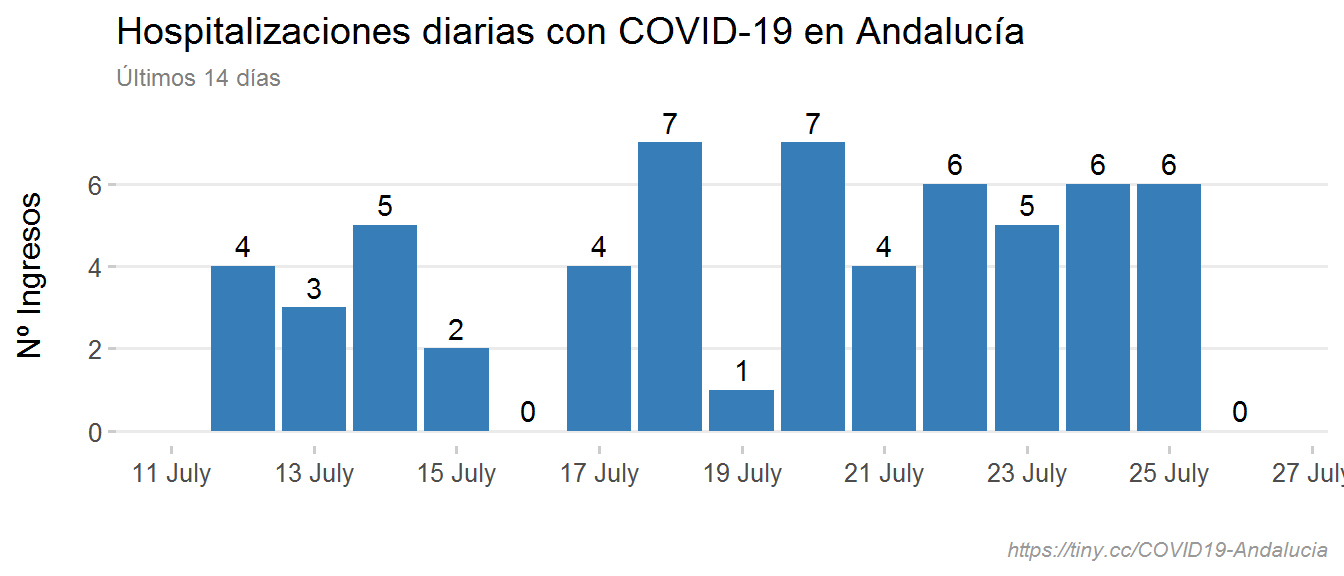 Hospitalizaciones diarias con COVID-19 en Andalucía
Últimos 14 días
Nº Ingresos
7 7
6 6 6
5 5
4 4 4
3
2
1
0 0
6
4
2
0
11 July 13 July 15 July 17 July 19 July 21 July 23 July 25 July 27 July
https://tiny.cc/COVID19-Andalucia